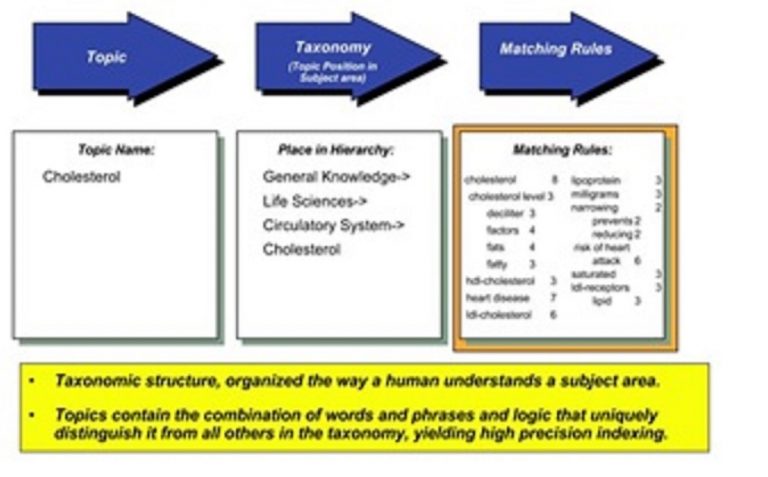 Topic
Taxonomy
(Topic Position in
Subject area)
Matching Rules
Topic Name:
Cholesterol
Place in Hierarchy:
General Knowledge->
Life Sciences->
Circulatory System->
Cholesterol
Matching Rules:
cholesterol 8
cholesterol level 3
deciliter 3
factors 4
fats 4
fatty 3
hdl-cholesterol 3
heart disease 7
ldl-cholesterol 6
lipoprotein 3
milligrams 3
narrowing 2
prevents 2
reducing 2
risk of heart
attack 6
saturated 3
ldl-receptors 3
lipid 3
• Taxonomic structure, organized the way a human understands a subject area.
• Topics contain the combination of words and phrases and logic that uniquely
distinguish it from all others in the taxonomy, yielding high precision indexing.